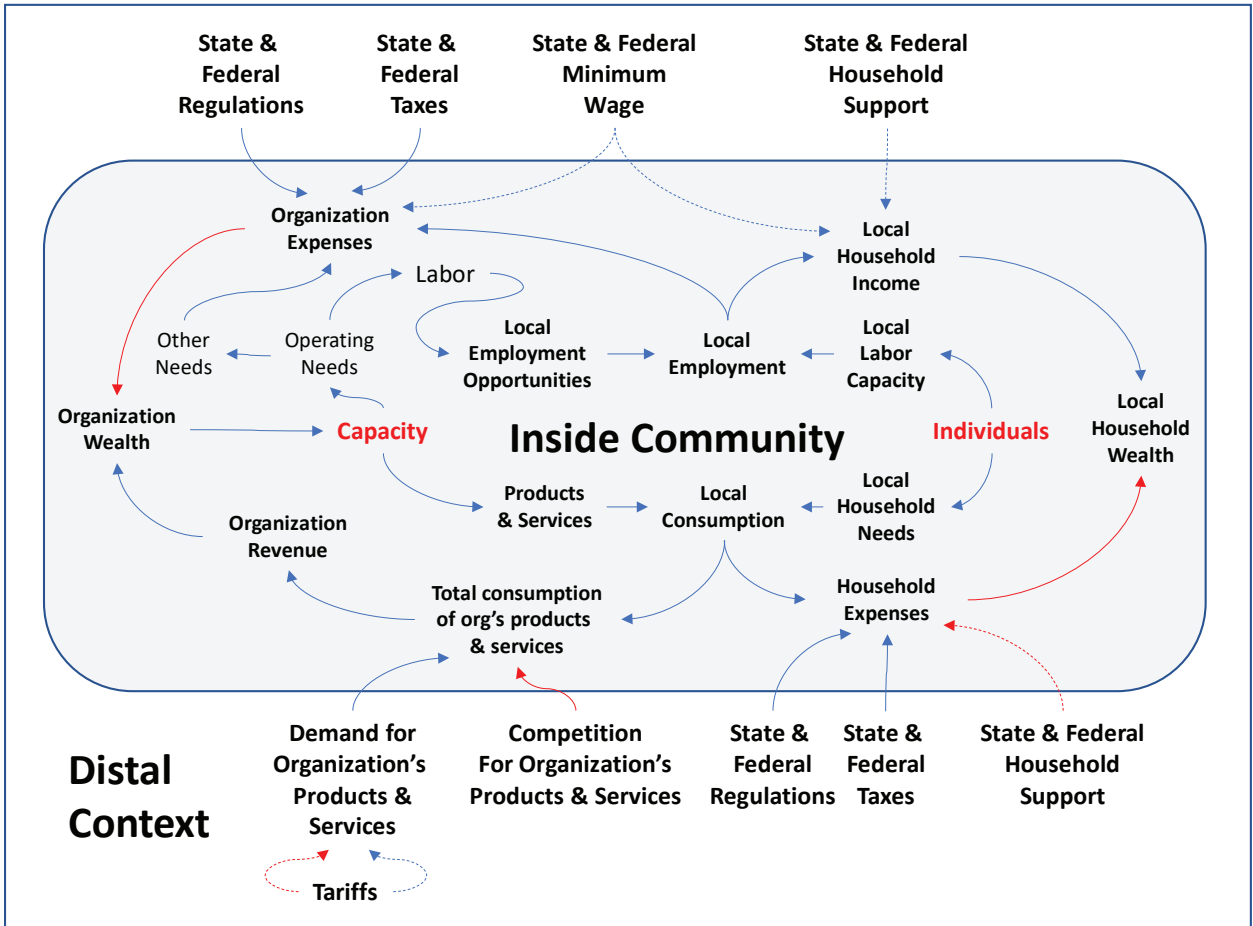 State &
Federal
Regulations
State &
Federal
Taxes
State & Federal
Minimum
Wage
State & Federal
Household
Support
Organization
Expenses
Local
Household
Income
Labor
Other
Needs
Operating
Needs
Local
Employment
Opportunities
Local
Employment
Local
Labor
Capacity
Organization
Wealth
Capacity
Inside Community
Individuals
Local
Household
Wealth
Products
& Services
Local
Consumption
Local
Household
Needs
Organization
Revenue
Total consumption
of org's products
& services
Household
Expenses
Distal
Context
Demand for
Organization's
Products &
Services
Competition
For Organization's
Products & Services
State &
Federal
Regulations
State &
Federal
Taxes
State & Federal
Household
Support
Tariffs